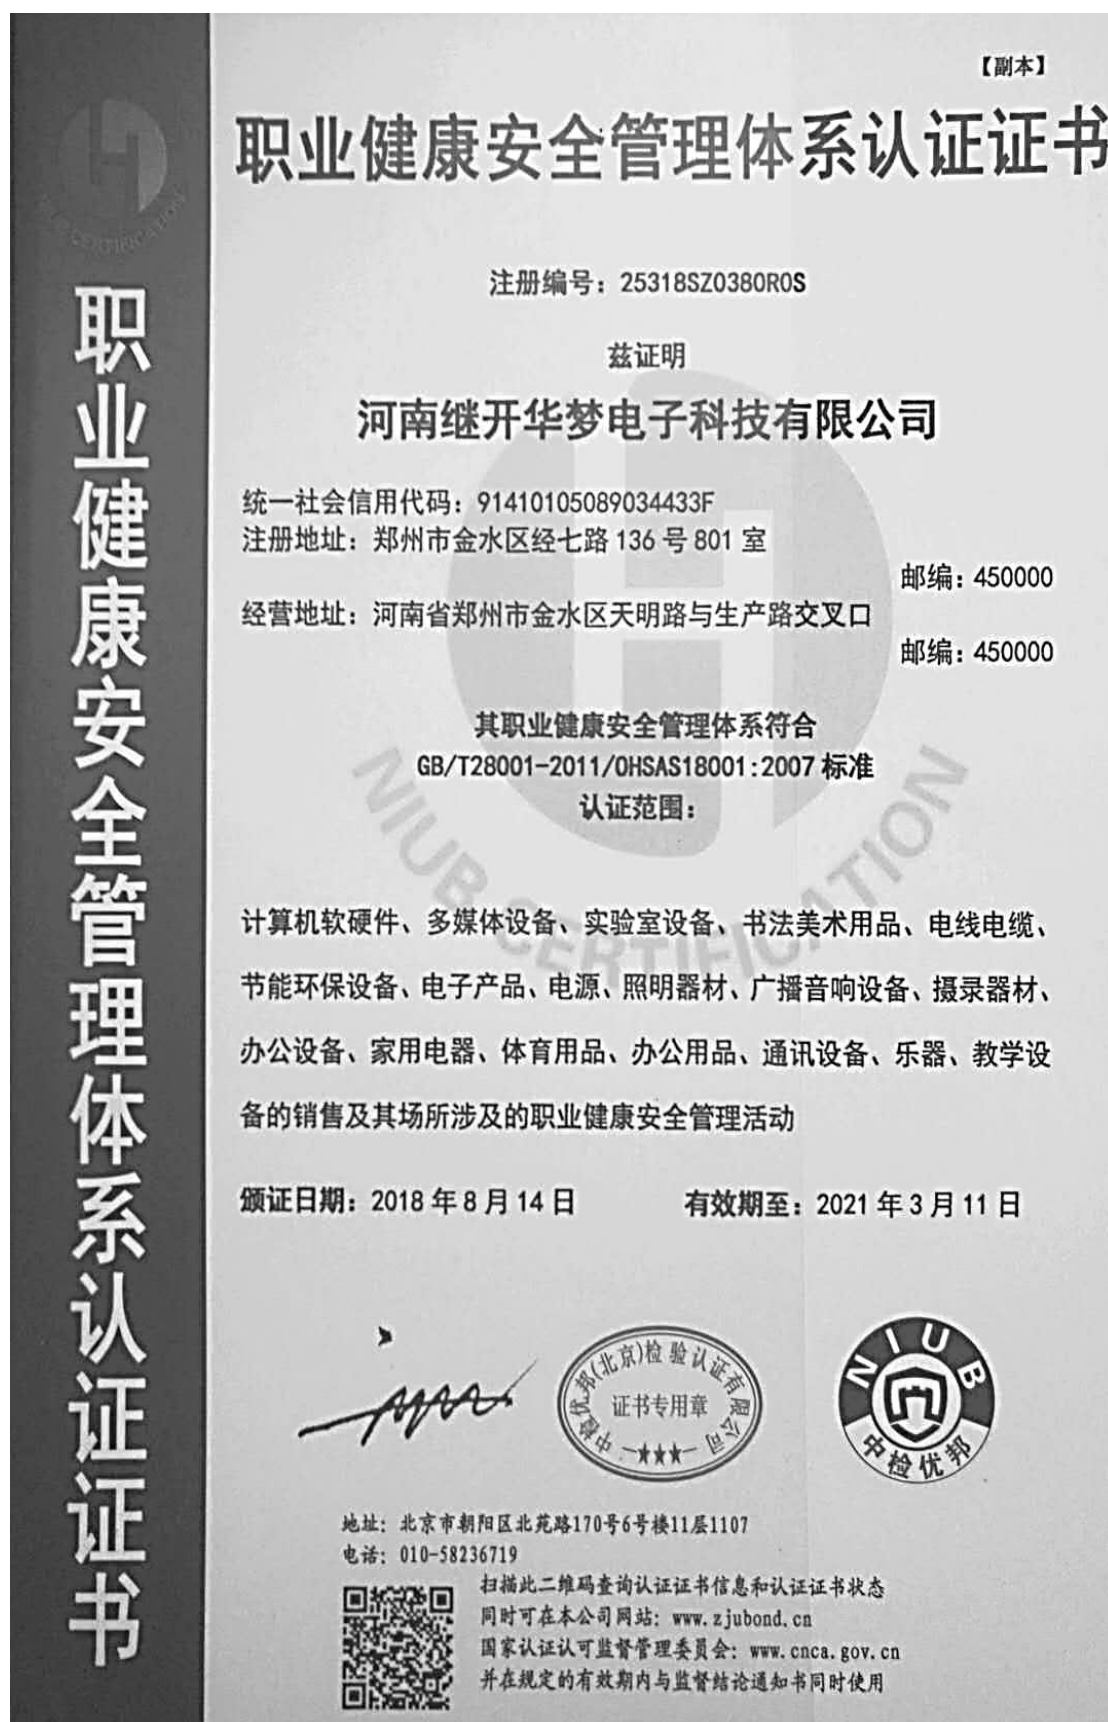 【副本】
职业健康安全管理体系认证证书
职业健康安全管理体系认证证书
注册编号：25318SZ0380R0S
兹证明
河南继开华梦电子科技有限公司
统一社会信用代码：91410105089034433F
注册地址：郑州市金水区经七路136号801室
邮编：450000
经营地址：河南省郑州市金水区天明路与生产路交叉口
邮编：450000
其职业健康安全管理体系符合
GB/T28001-2011/OHSAS18001:2007标准
认证范围：
NIUB CERTIFICATION
计算机软硬件、多媒体设备、实验室设备、书法美术用品、电线电缆、
节能环保设备、电子产品、电源、照明器材、广播音响设备、摄录器材、
办公设备、家用电器、体育用品、办公用品、通讯设备、乐器、教学设
备的销售及其场所涉及的职业健康安全管理活动
颁证日期：2018年8月14日
有效期至：2021年3月11日
中检优邦(北京)检验认证有限公司
证书专用章
NIUB
中检优邦
地址：北京市朝阳区北苑路170号6号楼11层1107
电话：010-58236719
扫描此二维码查询认证证书信息和认证证书状态
同时可在本公司网站：www.zjubond.cn
国家认证认可监督管理委员会：www.cnca.gov.cn
并在规定的有效期内与监督结论通知书同时使用
NIUB CERTIFICATION